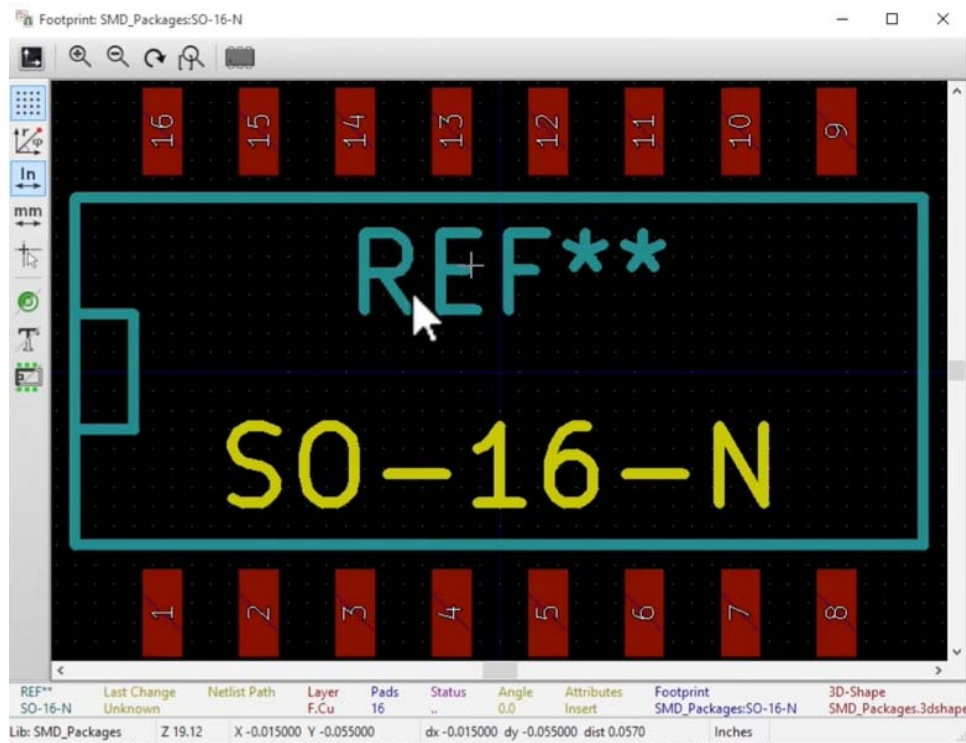 Footprint: SMD_Packages:SO-16-N
In
mm
16 15 14 13 12 11 10 9
REF**
SO-16-N
1 2 3 4 5 6 7 8
REF** Last Change Netlist Path Layer Pads Status Angle Attributes Footprint 3D-Shape
SO-16-N Unknown F.Cu 16 .. 0.0 Insert SMD_Packages:SO-16-N SMD_Packages.3dshape
Lib: SMD_Packages Z 19.12 X -0.015000 Y -0.055000 dx -0.015000 dy -0.055000 dist 0.0570 Inches